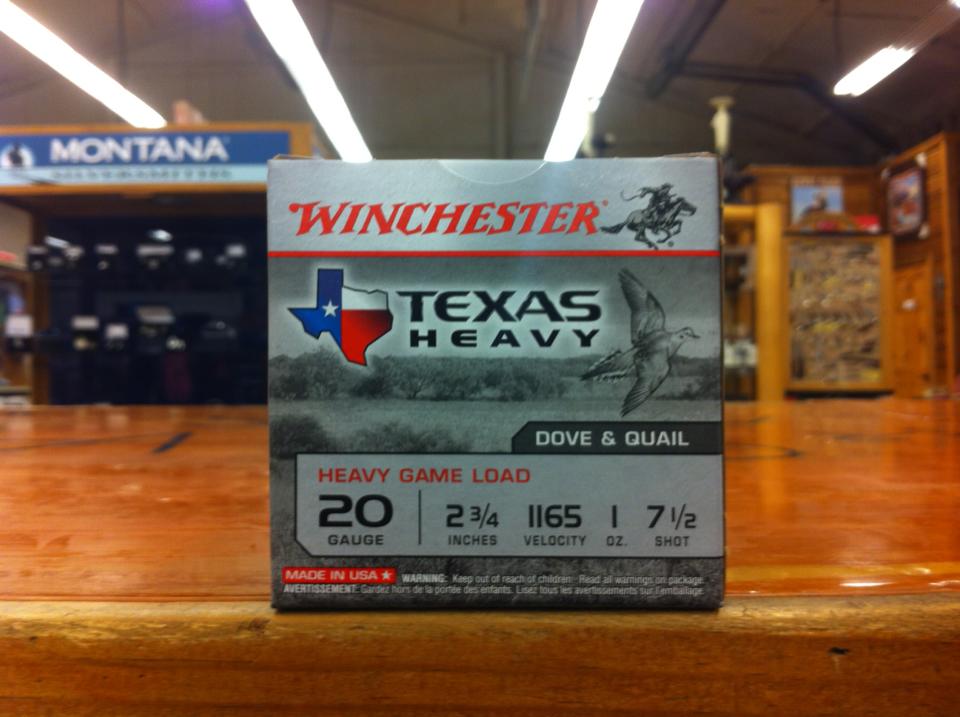 MONTANA
SILVERSMITHS
WINCHESTER®
TEXAS
HEAVY
DOVE & QUAIL
HEAVY GAME LOAD
20 2 3/4 1165 1 7 1/2
GAUGE INCHES VELOCITY OZ. SHOT
MADE IN USA ★ WARNING: Keep out of reach of children. Read all warnings on package.
AVERTISSEMENT: Gardez hors de la portée des enfants. Lisez tous les avertissements sur l'emballage.